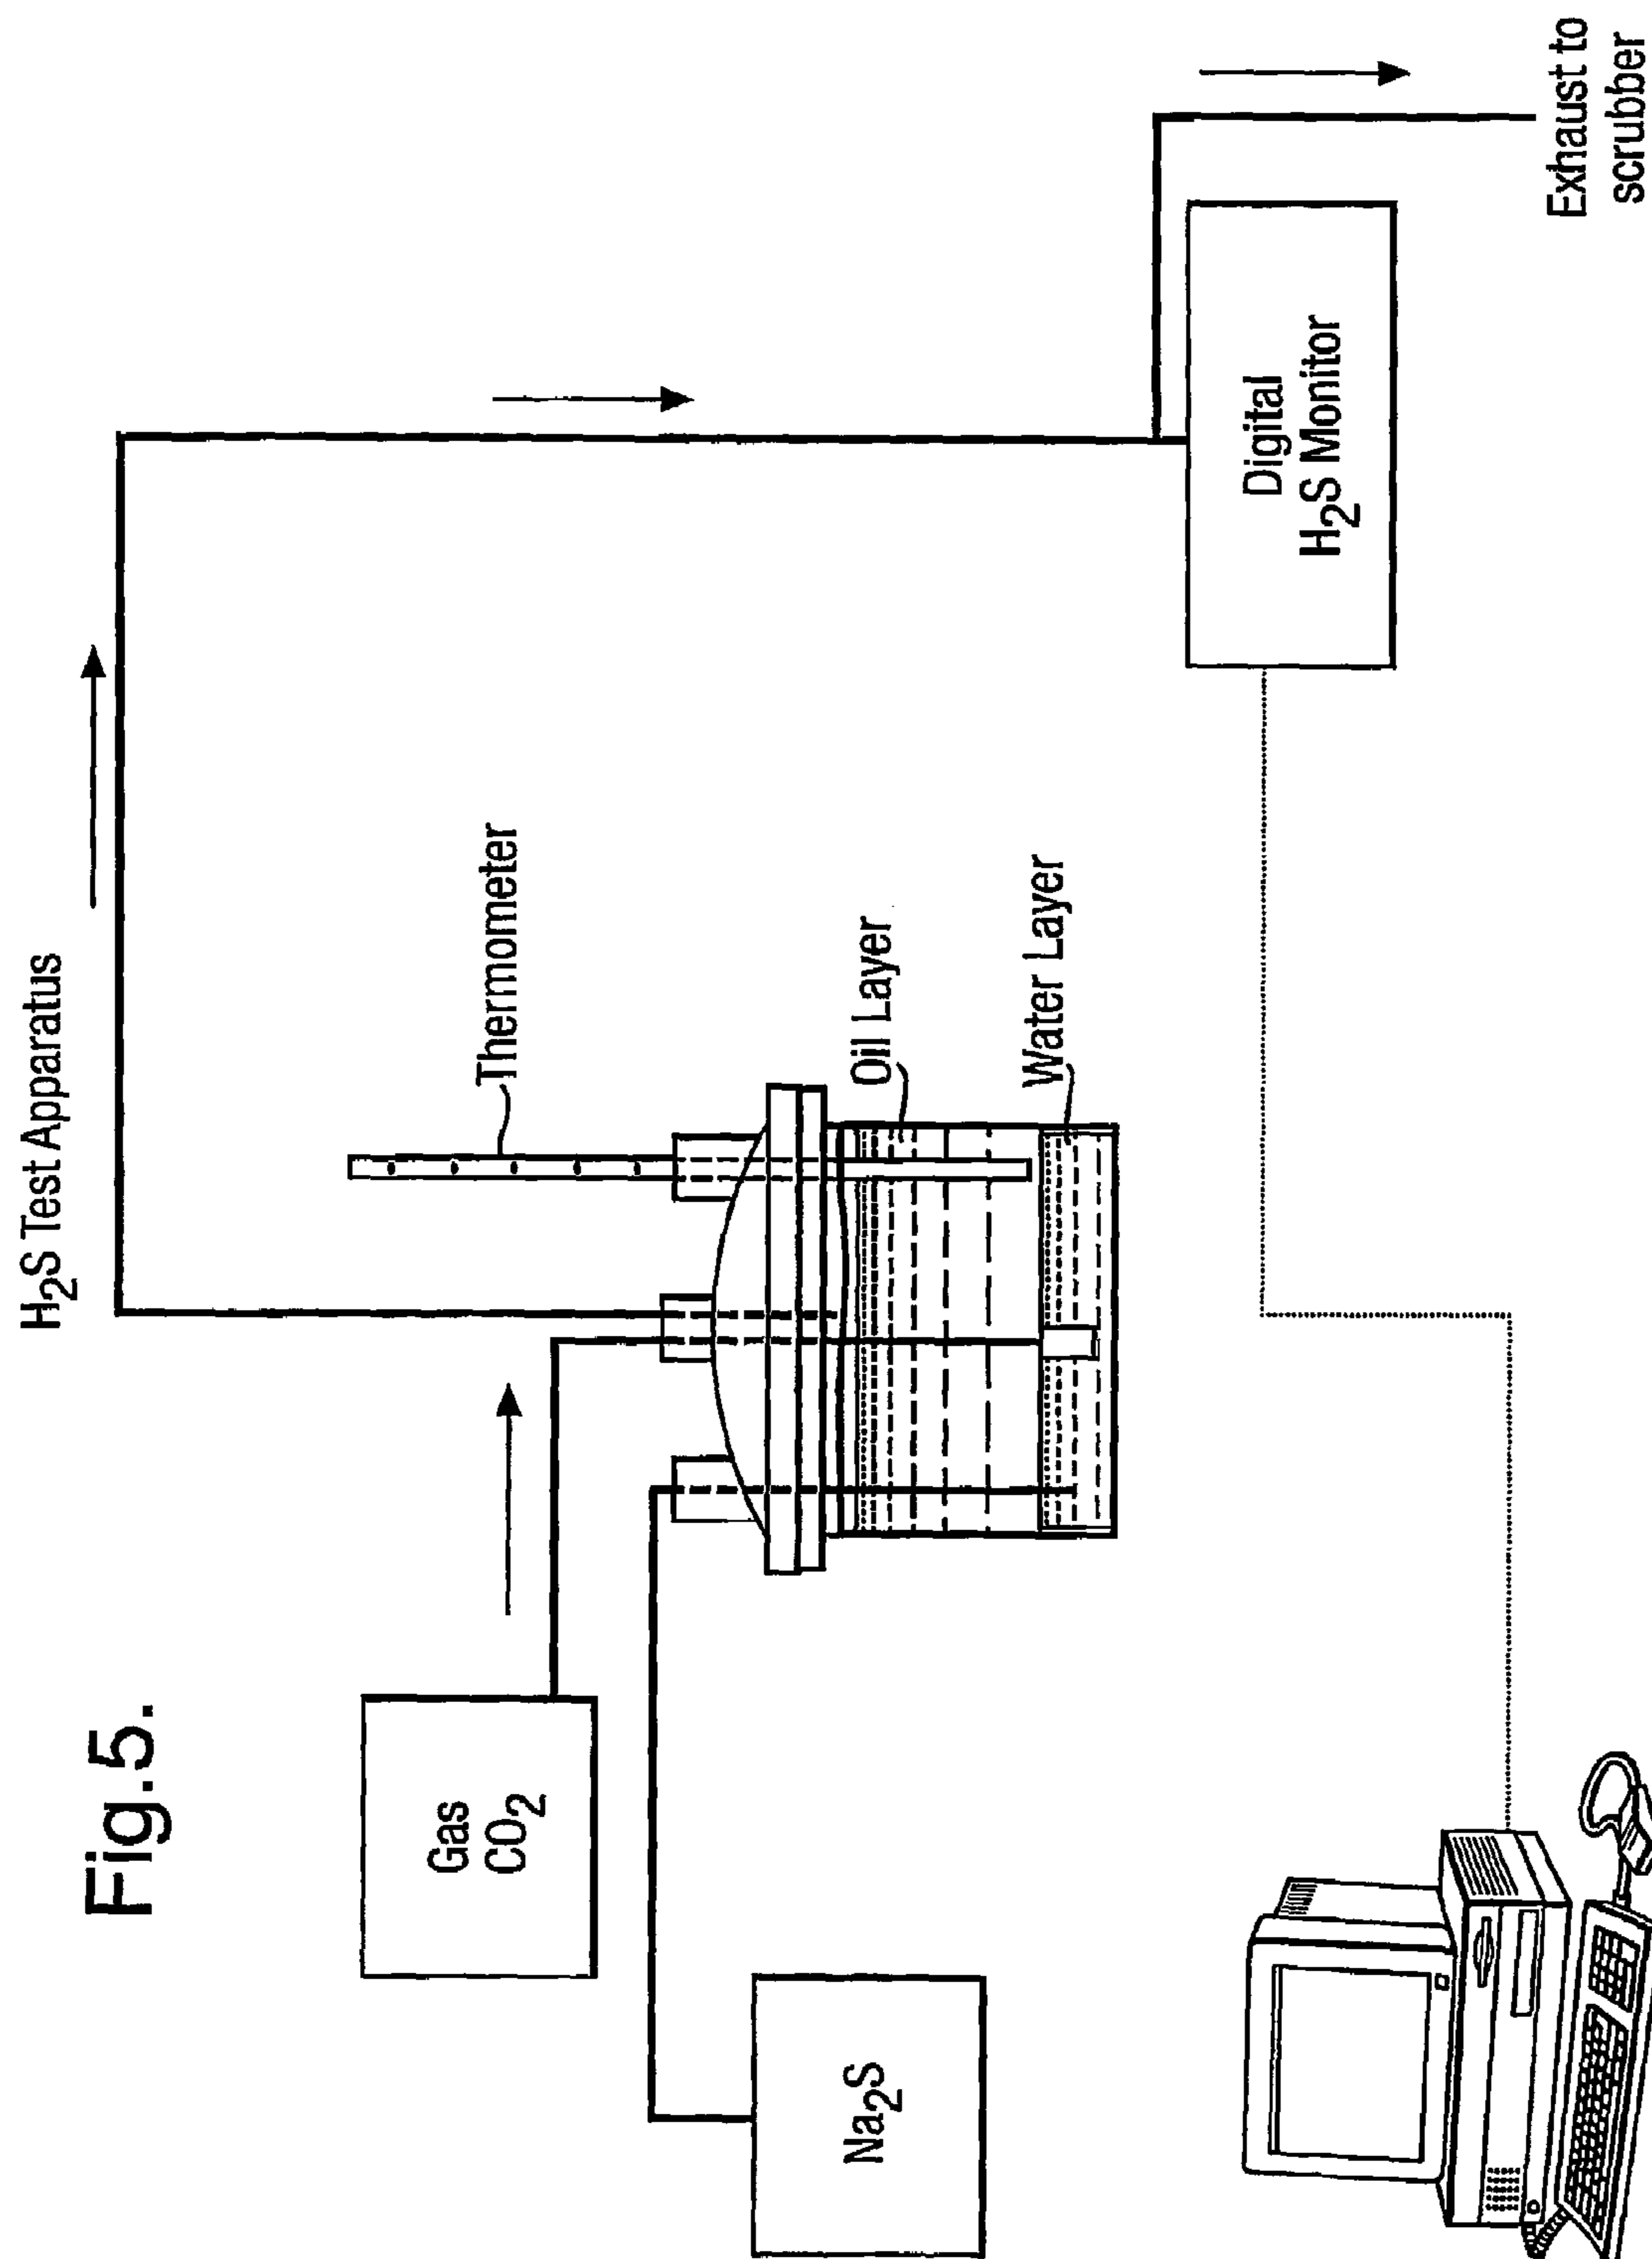 Fig.5.
H₂S Test Apparatus
Gas
CO₂
Thermometer
Na₂S
Oil Layer
Water Layer
Digital
H₂S Monitor
Exhaust to
scrubber